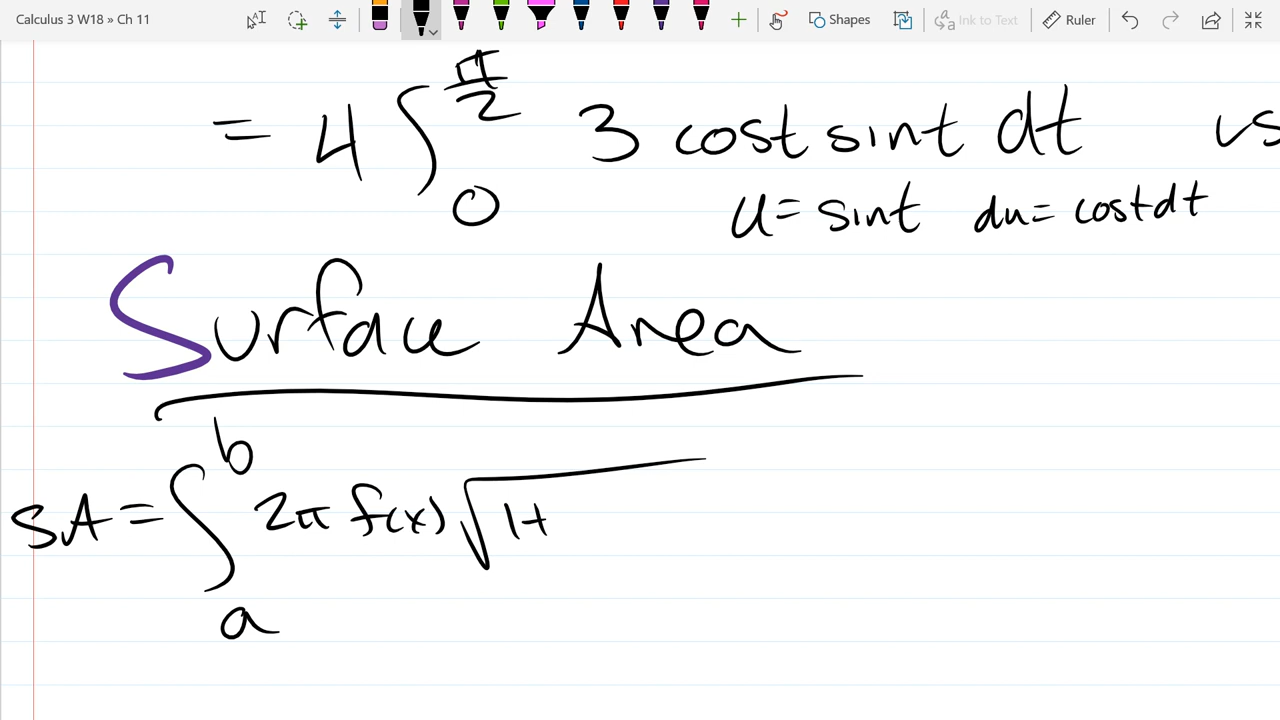 Calculus 3 W18 » Ch 11
Shapes
Ink to Text
Ruler
= 4 ∫₀^(π/2) 3 cost sint dt
u = sint du = costdt
Surface Area
SA = ∫ₐᵇ 2π f(x) √(1+